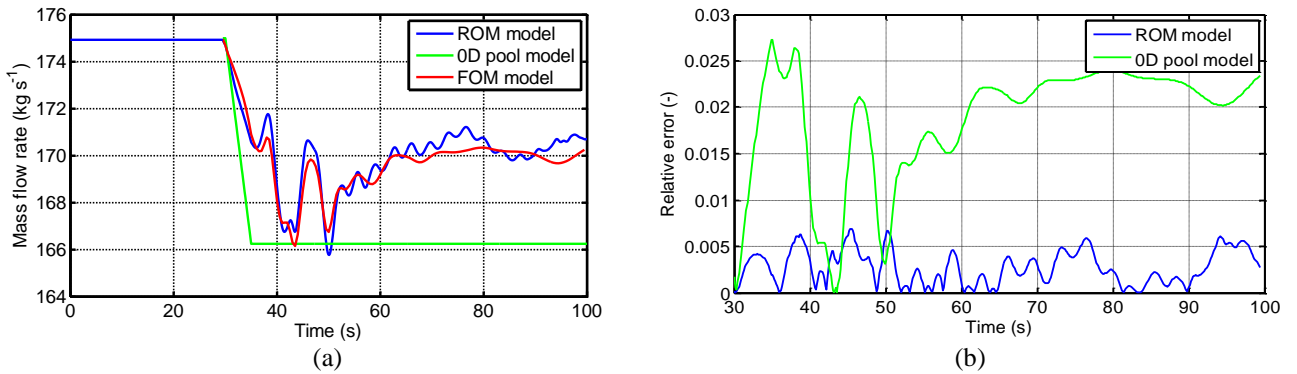 176
174
172
170
168
166
164
0
20
40
60
80
100
Time (s)
Mass flow rate (kg s⁻¹)
ROM model
0D pool model
FOM model
(a)
0.03
0.025
0.02
0.015
0.01
0.005
0
30
40
50
60
70
80
90
100
Time (s)
Relative error (-)
ROM model
0D pool model
(b)